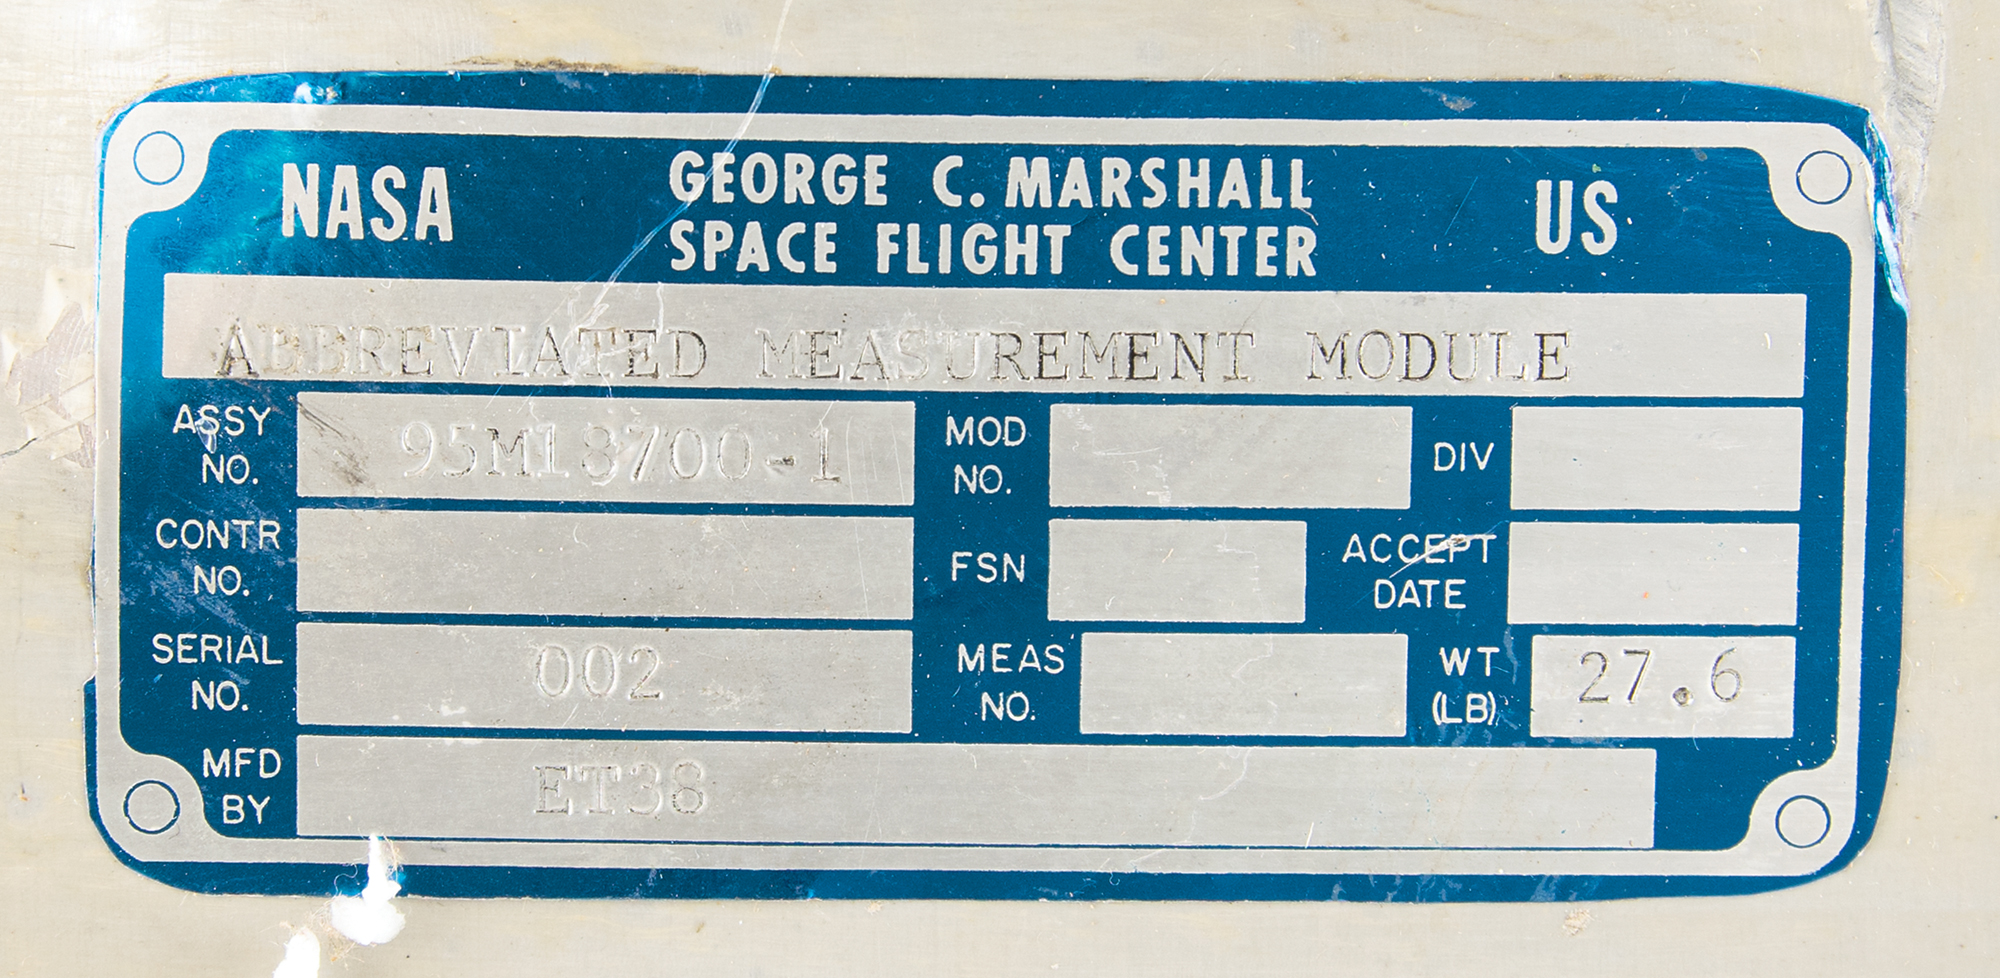 NASA GEORGE C. MARSHALL SPACE FLIGHT CENTER US
ABBREVIATED MEASUREMENT MODULE
ASSY NO. 95M18700-1 MOD NO. DIV
CONTR NO. FSN ACCEPT DATE
SERIAL NO. 002 MEAS NO. WT (LB) 27.6
MFD BY ET38